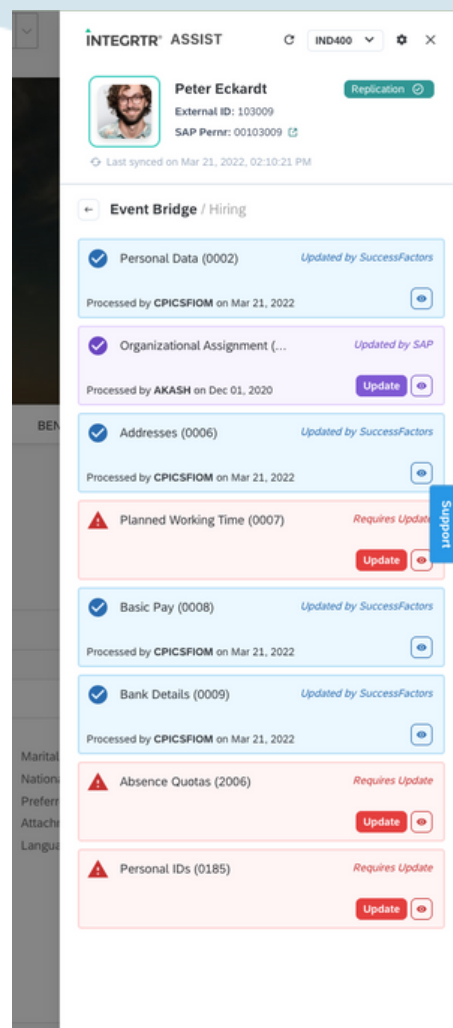 INTEGRTR® ASSIST
IND400
Peter Eckardt
Replication
External ID: 103009
SAP Pernr: 00103009
Last synced on Mar 21, 2022, 02:10:21 PM
Event Bridge / Hiring
Personal Data (0002)
Updated by SuccessFactors
Processed by CPICSFIOM on Mar 21, 2022
Organizational Assignment (...
Updated by SAP
Processed by AKASH on Dec 01, 2020
Update
BEN
Addresses (0006)
Updated by SuccessFactors
Processed by CPICSFIOM on Mar 21, 2022
Support
Planned Working Time (0007)
Requires Update
Update
Basic Pay (0008)
Updated by SuccessFactors
Processed by CPICSFIOM on Mar 21, 2022
Bank Details (0009)
Updated by SuccessFactors
Processed by CPICSFIOM on Mar 21, 2022
Marital
Nation
Preferr
Attach
Langua
Absence Quotas (2006)
Requires Update
Update
Personal IDs (0185)
Requires Update
Update